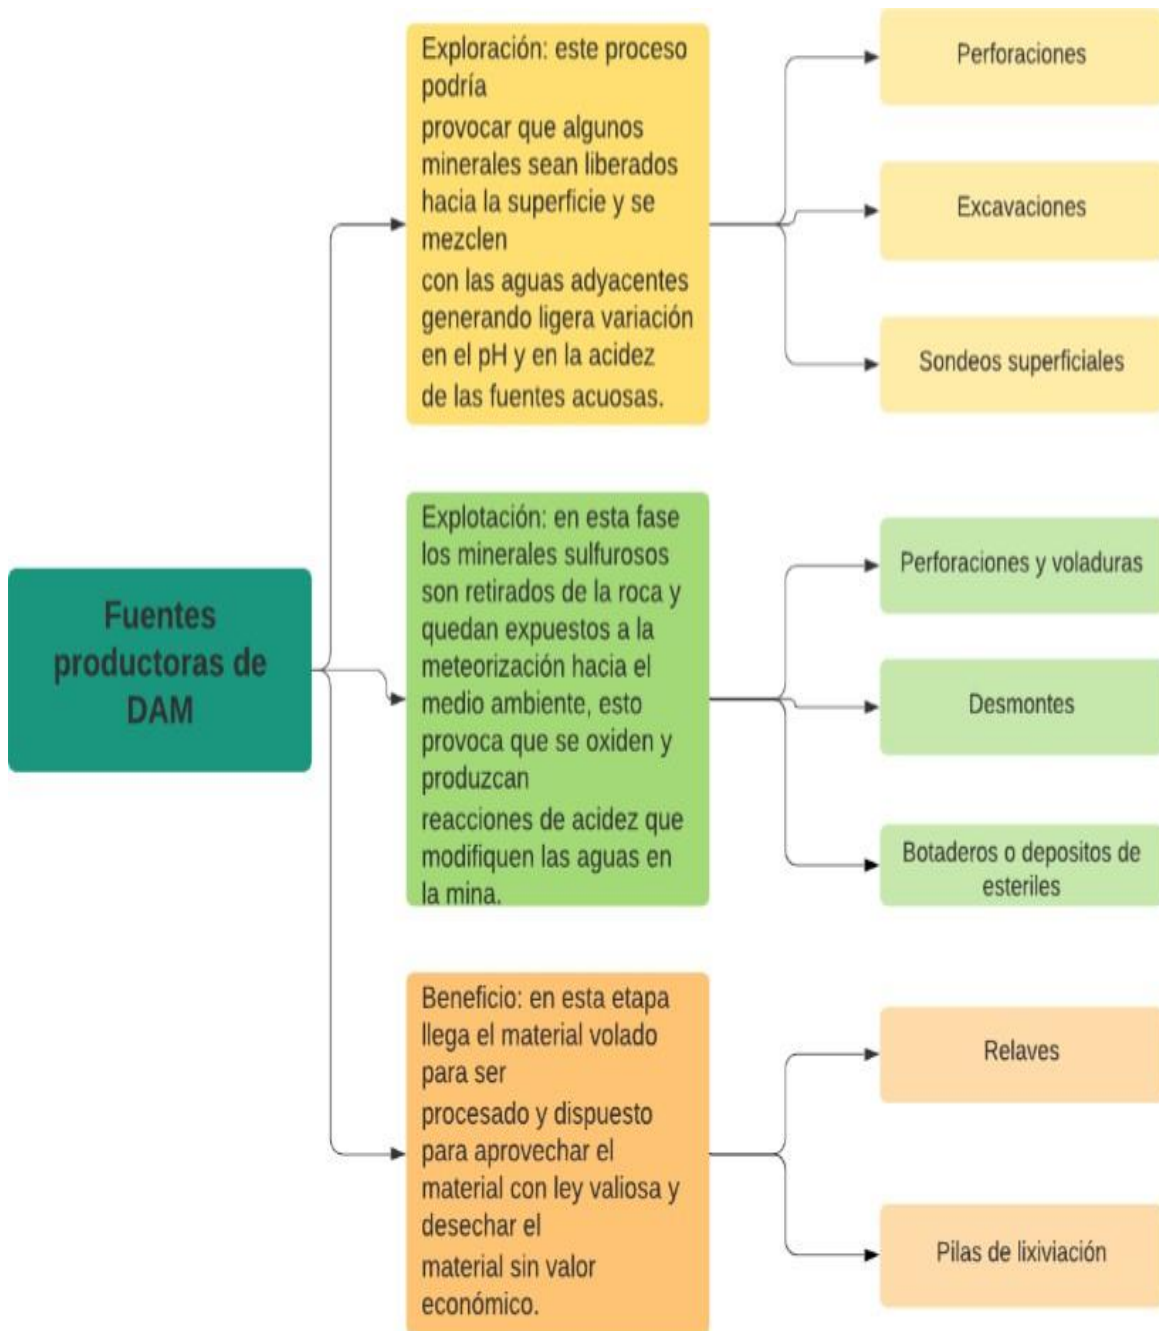 Fuentes
productoras de
DAM
Exploración: este proceso
podría
provocar que algunos
minerales sean liberados
hacia la superficie y se
mezclen
con las aguas adyacentes
generando ligera variación
en el pH y en la acidez
de las fuentes acuosas.
Perforaciones
Excavaciones
Sondeos superficiales
Explotación: en esta fase
los minerales sulfurosos
son retirados de la roca y
quedan expuestos a la
meteorización hacia el
medio ambiente, esto
provoca que se oxiden y
produzcan
reacciones de acidez que
modifiquen las aguas en
la mina.
Perforaciones y voladuras
Desmontes
Botaderos o depositos de
esteriles
Beneficio: en esta etapa
llega el material volado
para ser
procesado y dispuesto
para aprovechar el
material con ley valiosa y
desechar el
material sin valor
económico.
Relaves
Pilas de lixiviación